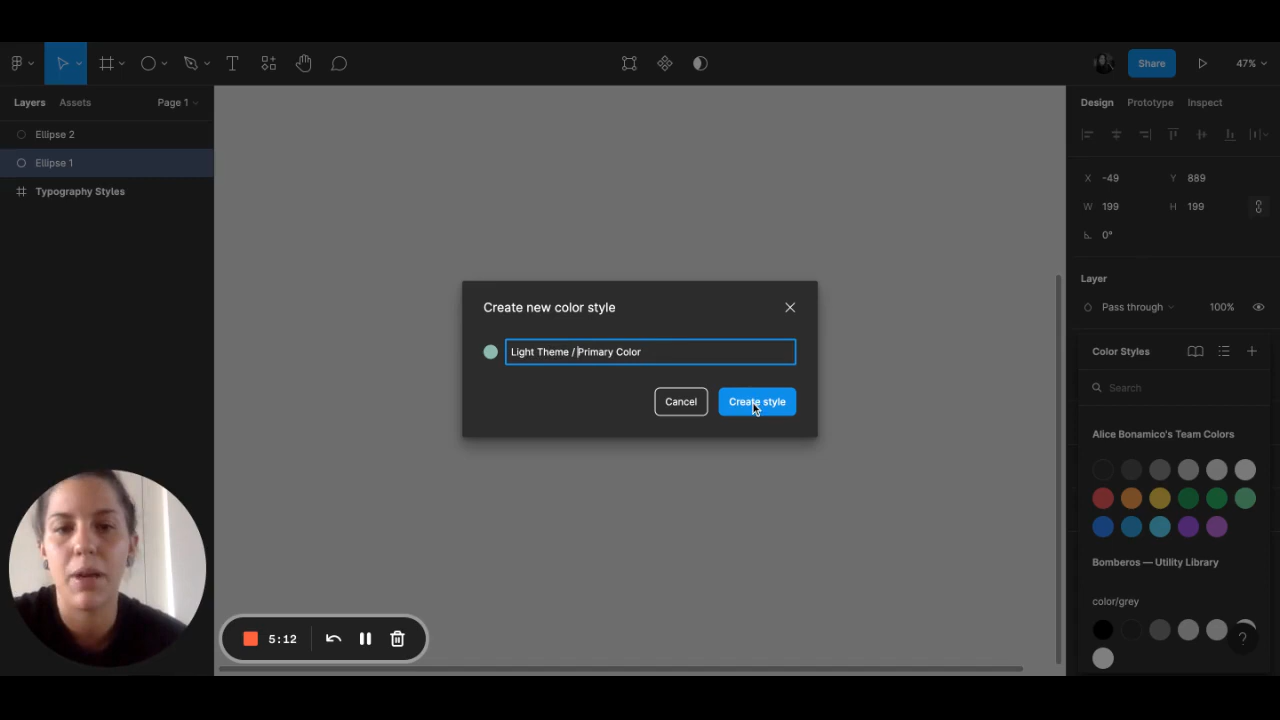 Share
47%
Layers
Assets
Page 1
Design
Prototype
Inspect
Ellipse 2
Ellipse 1
Typography Styles
X -49
Y 889
W 199
H 199
0°
Layer
Pass through
100%
Create new color style
Light Theme / Primary Color
Cancel
Create style
Color Styles
Search
Alice Bonamico's Team Colors
Bomberos — Utility Library
color/grey
5:12
?